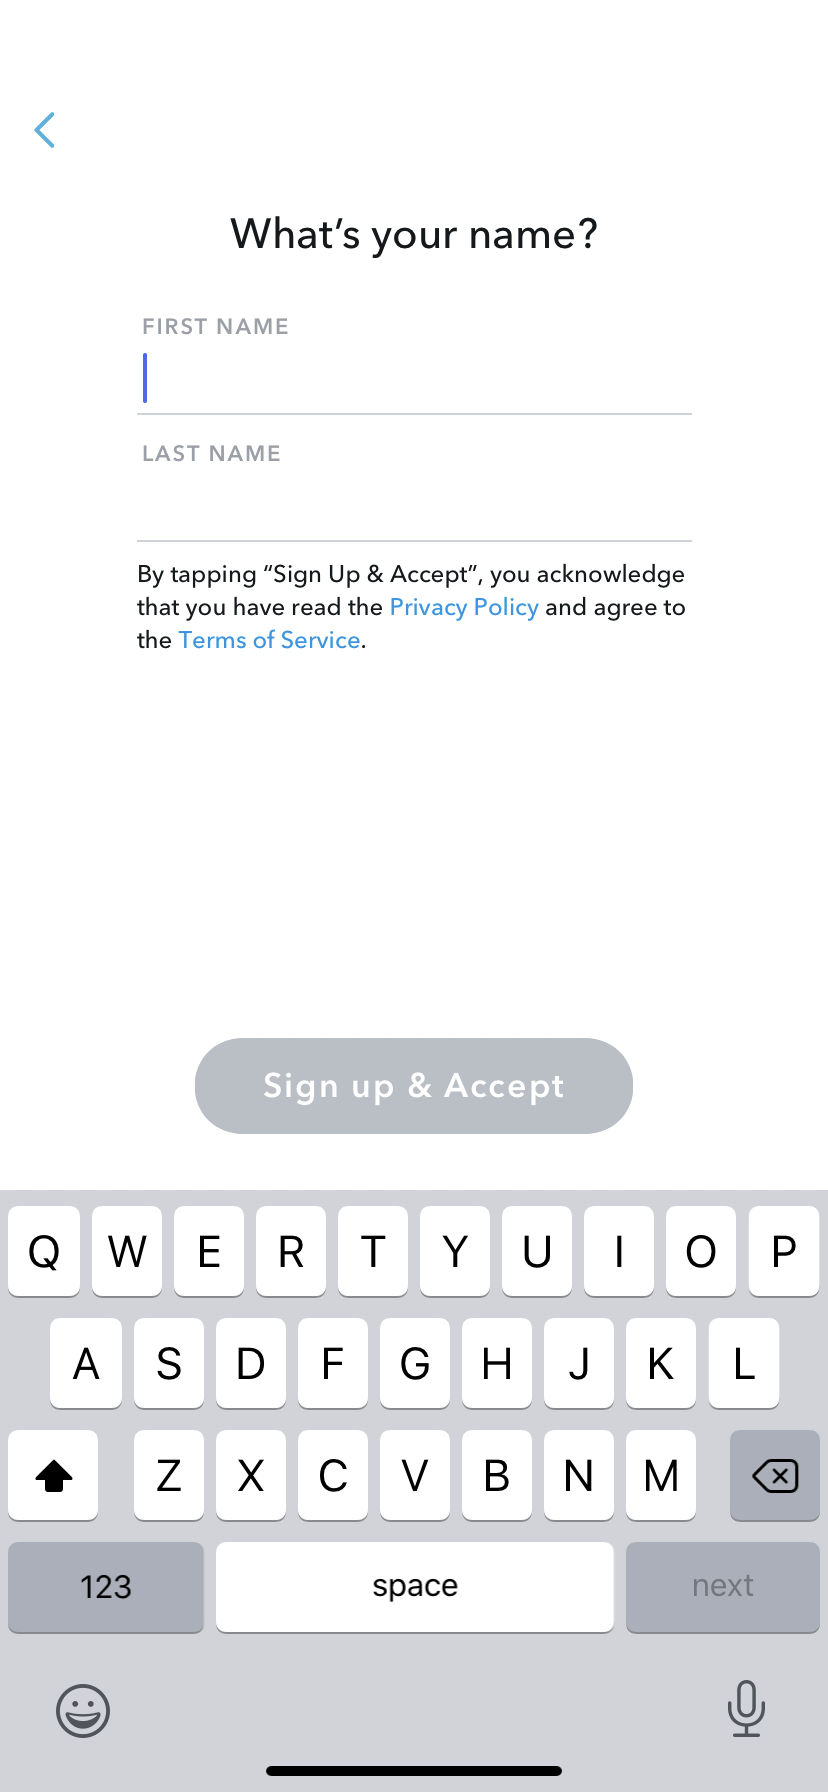 What’s your name?
FIRST NAME
LAST NAME
By tapping “Sign Up & Accept”, you acknowledge
that you have read the Privacy Policy and agree to
the Terms of Service.
Sign up & Accept
Q W E R T Y U I O P
A S D F G H J K L
Z X C V B N M
123 space next